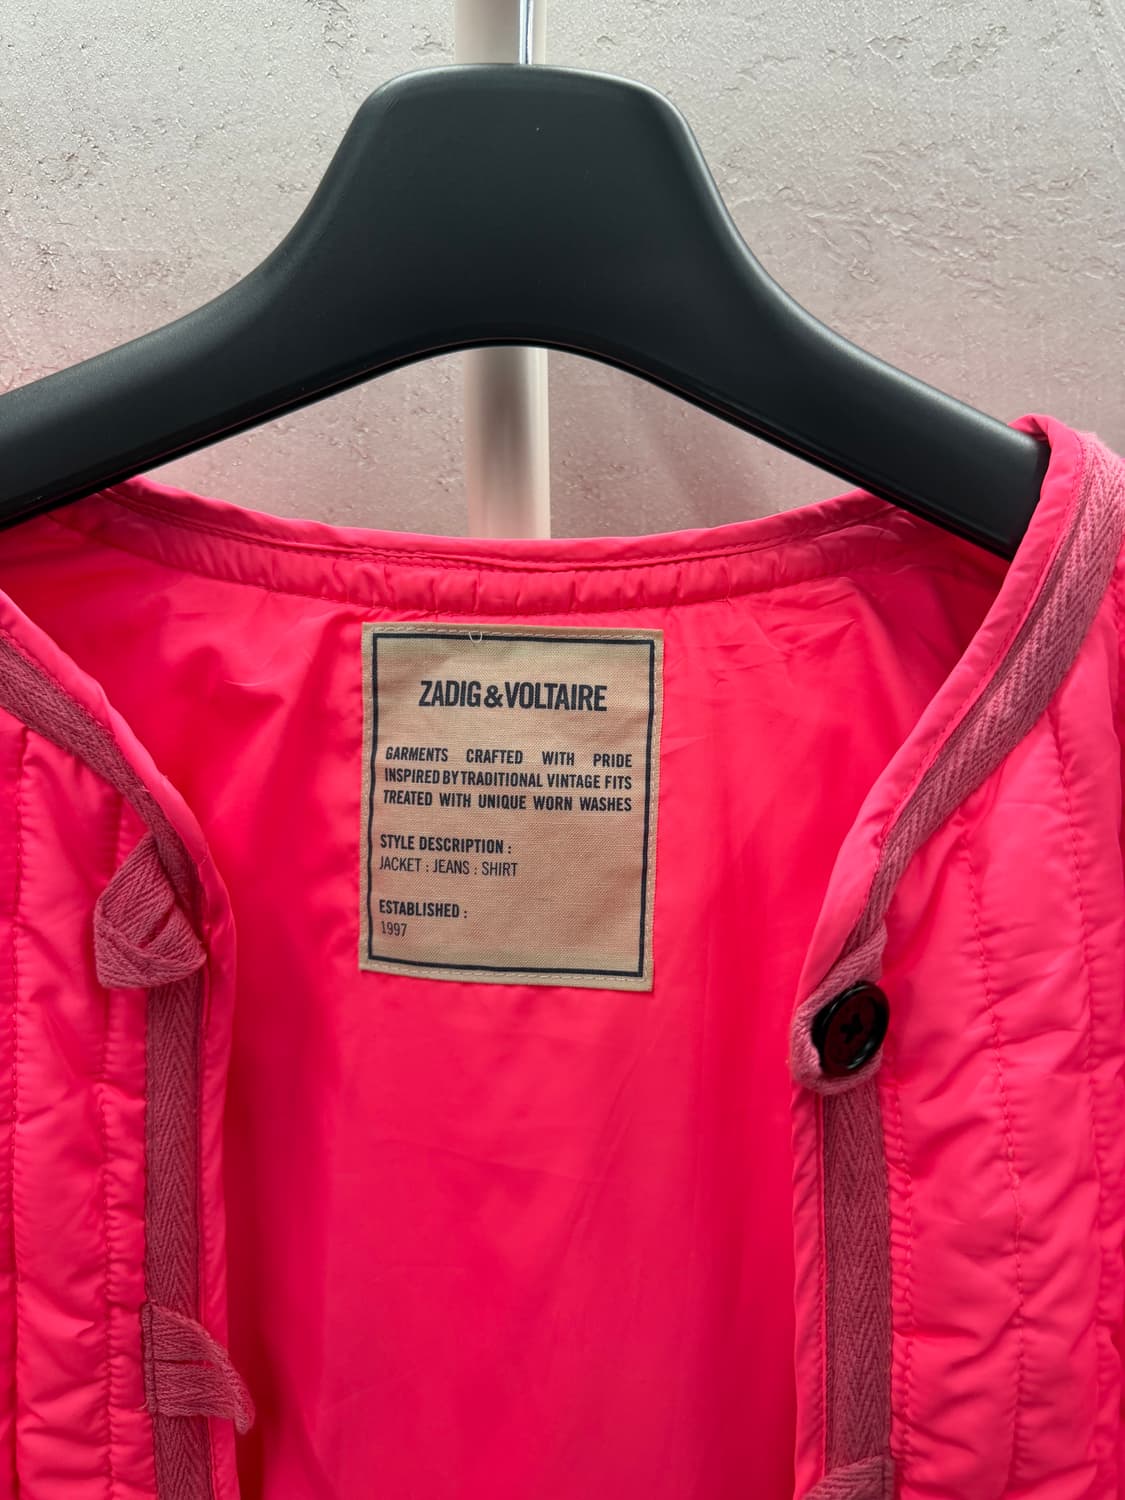 ZADIG&VOLTAIRE
GARMENTS CRAFTED WITH PRIDE
INSPIRED BY TRADITIONAL VINTAGE FITS
TREATED WITH UNIQUE WORN WASHES
STYLE DESCRIPTION :
JACKET : JEANS : SHIRT
ESTABLISHED :
1997